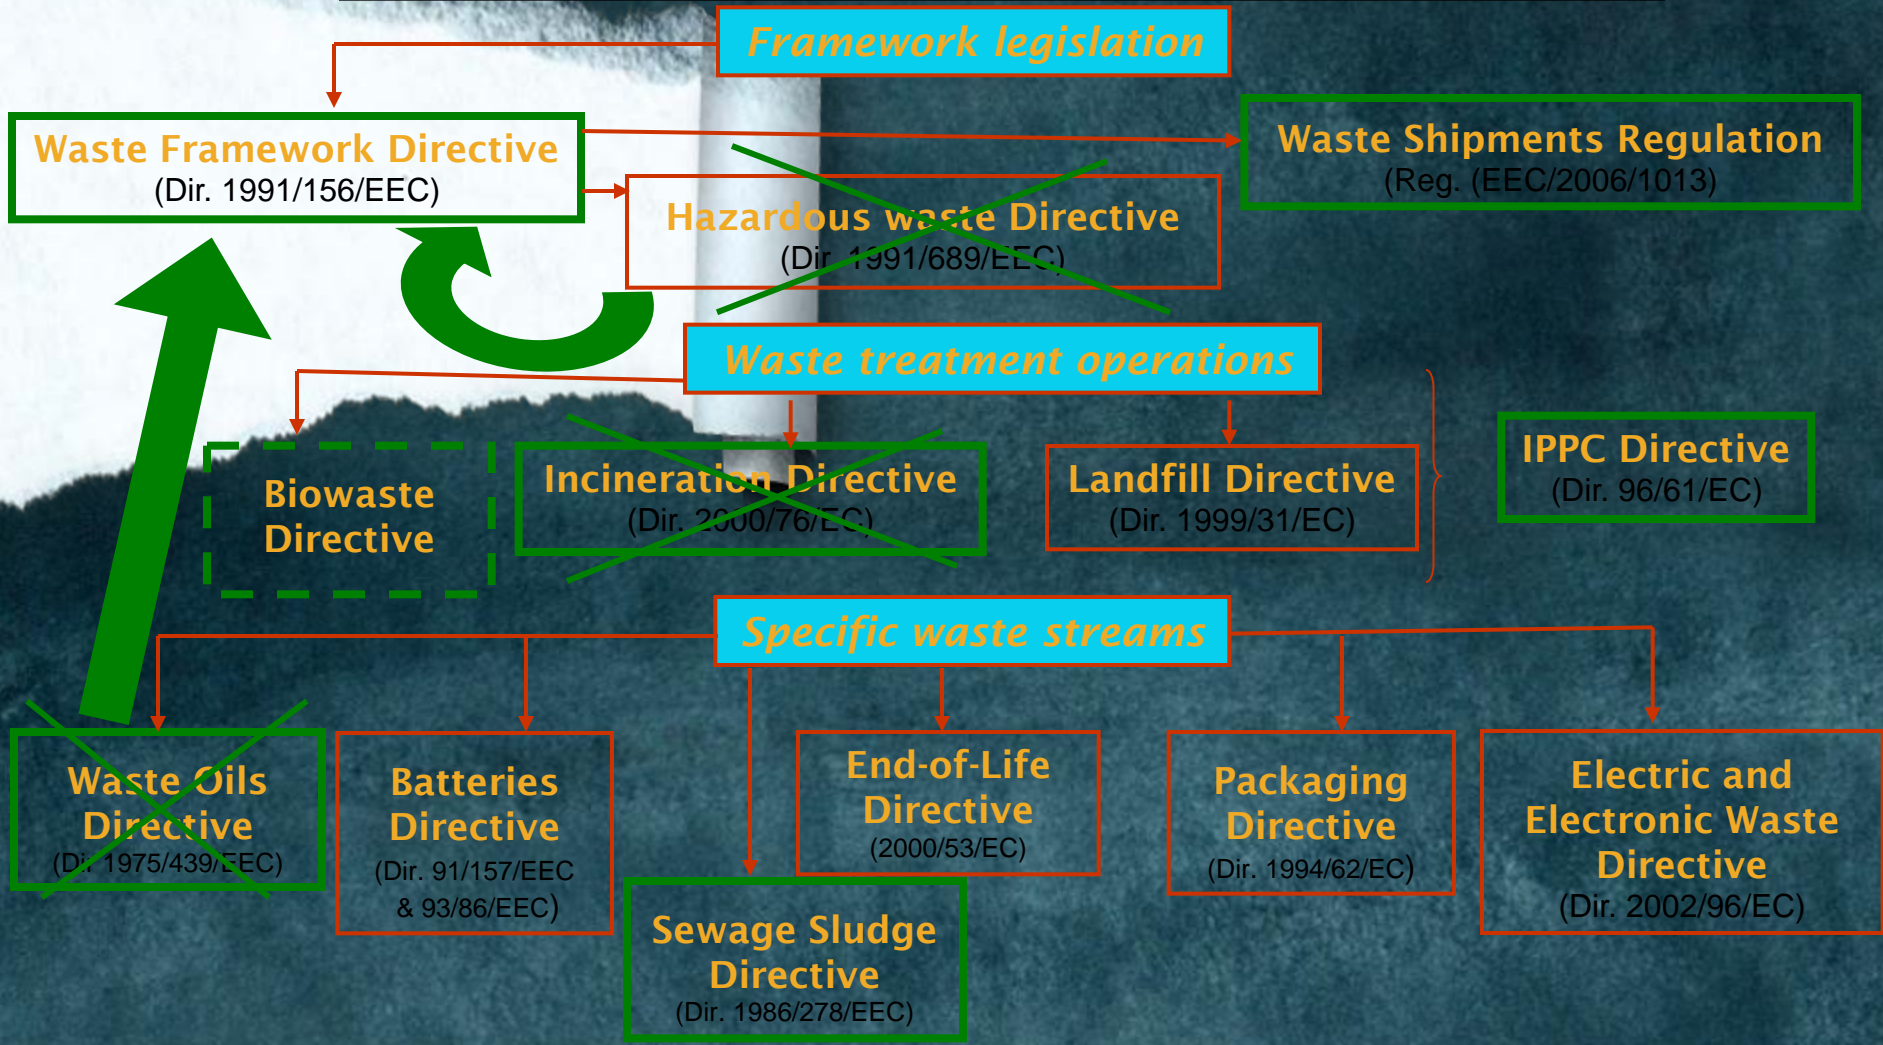 Framework legislation
Waste Framework Directive
(Dir. 1991/156/EEC)
Waste Shipments Regulation
(Reg. (EEC/2006/1013)
Hazardous waste Directive
(Dir. 1991/689/EEC)
Waste treatment operations
Biowaste
Directive
Incineration Directive
(Dir. 2000/76/EC)
Landfill Directive
(Dir. 1999/31/EC)
IPPC Directive
(Dir. 96/61/EC)
Specific waste streams
Waste Oils
Directive
(Dir 1975/439/EEC)
Batteries
Directive
(Dir. 91/157/EEC
& 93/86/EEC)
Sewage Sludge
Directive
(Dir. 1986/278/EEC)
End-of-Life
Directive
(2000/53/EC)
Packaging
Directive
(Dir. 1994/62/EC)
Electric and
Electronic Waste
Directive
(Dir. 2002/96/EC)